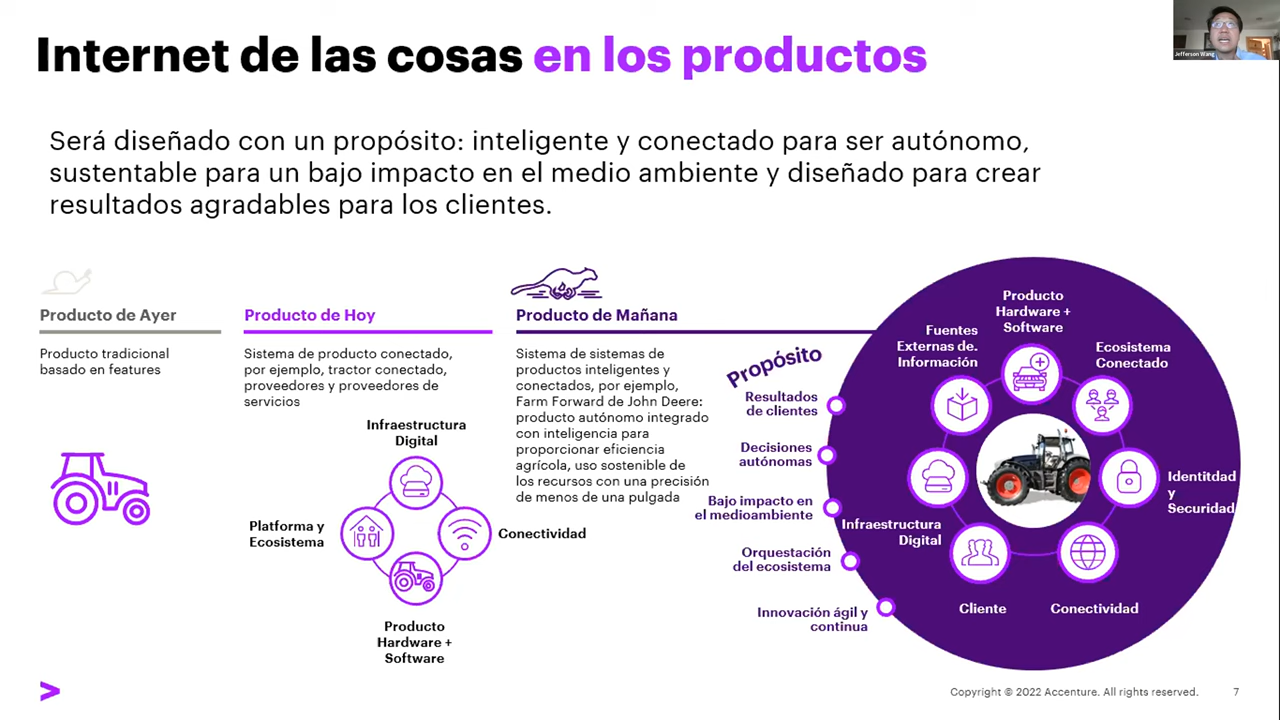 Internet de las cosas en los productos
Jefferson Wang
Será diseñado con un propósito: inteligente y conectado para ser autónomo,
sustentable para un bajo impacto en el medio ambiente y diseñado para crear
resultados agradables para los clientes.
Producto de Ayer
Producto tradicional
basado en features
Producto de Hoy
Sistema de producto conectado,
por ejemplo, trector conectado,
proveedores y proveedores de
servicios
Infraestructura
Digital
Platforma y
Ecosistema
Conectividad
Producto
Hardware +
Software
Producto de Mañana
Sistema de sistemas de
productos inteligentes y
conectados, por ejemplo,
Farm Forward de John Deere:
producto autónomo integrado
con inteligencia para
proporcionar eficiencia
agrícola, uso sostenible de
los recursos con una precisión
de menos de una pulgada
Propósito
Resultados
de clientes
Decisiones
autónomas
Bajo impacto en
el medioambiente
Orquestación
del ecosistema
Innovación ágil y
continua
Producto
Hardware +
Software
Fuentes
Externas de.
Información
Ecosistema
Conectado
Identitdad
y
Securidad
Infraestructura
Digital
Cliente
Conectividad
>
Copyright © 2022 Accenture. All rights reserved.
7